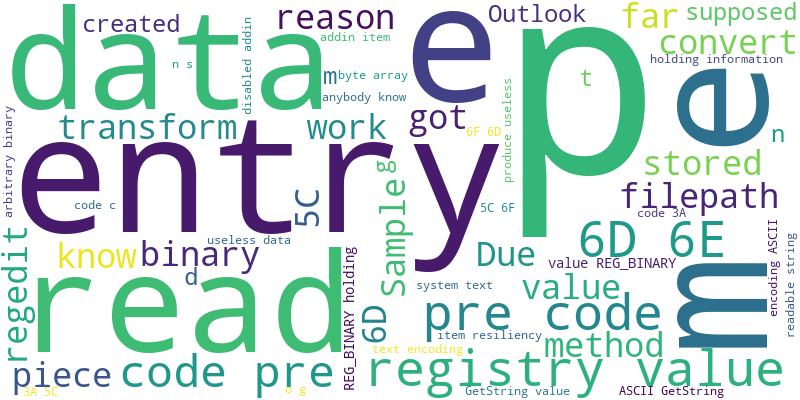 created
reason
Outlook
far
supposed
data
e
p
convert
addin item
n s
disabled addin
m
byte array
holding information
e
t
anybody know
produce useless
arbitrary binary
transform
work
got
6F 6D
n
entry
stored
g
code c
5C
Sample
5C 6F
filepath
code 3A
useless data
know
binary
Due
6D 6E
encoding ASCII
regedit
d
REG_BINARY holding
value REG_BINARY
m
read
system text
value
readable string
6D
pre code
item resiliency
method
text encoding
piece
code pre
registry value
3A 5C
o g
GetString value
ASCII GetString